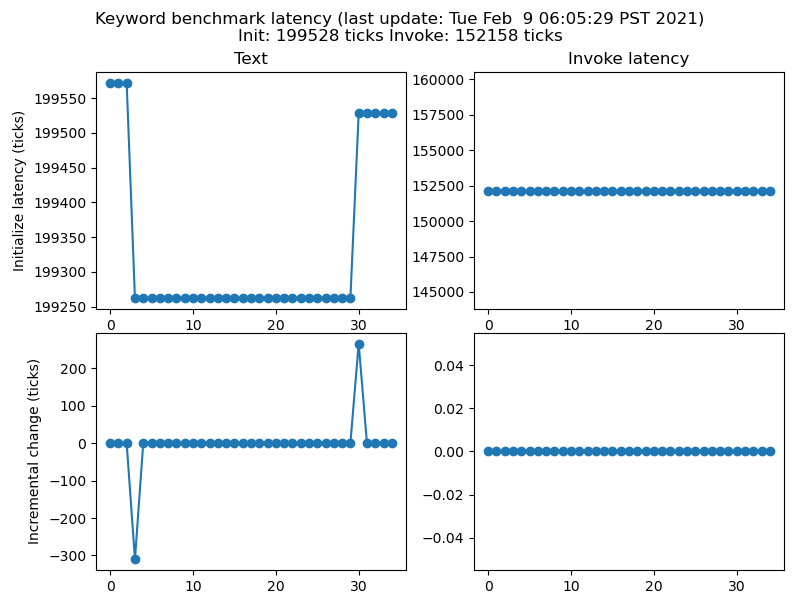 Keyword benchmark latency (last update: Tue Feb  9 06:05:29 PST 2021)
Init: 199528 ticks Invoke: 152158 ticks
Text
Initialize latency (ticks)
199550
199500
199450
199400
199350
199300
199250
0 10 20 30
Invoke latency
160000
157500
155000
152500
150000
147500
145000
0 10 20 30
Incremental change (ticks)
200
100
0
−100
−200
−300
0 10 20 30
0.04
0.02
0.00
−0.02
−0.04
0 10 20 30